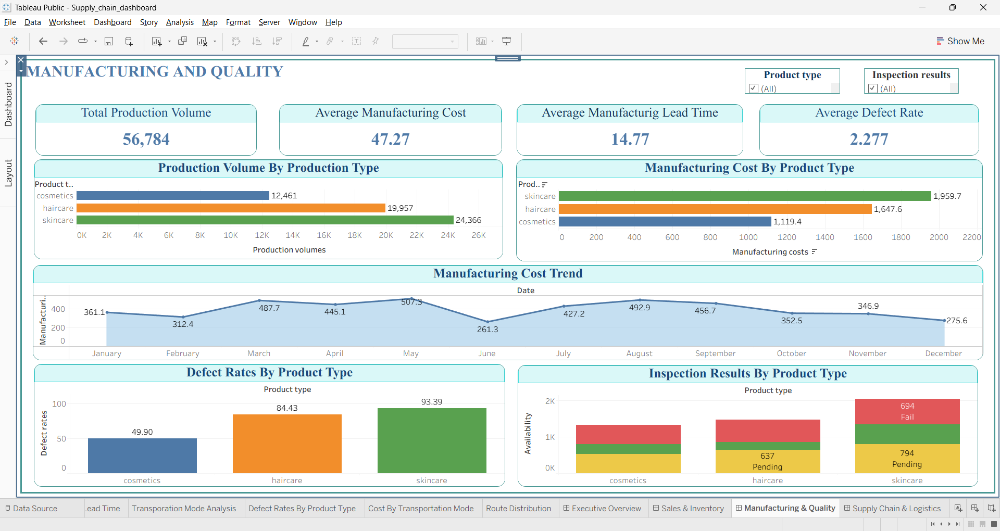 Tableau Public - Supply_chain_dashboard
File Data Worksheet Dashboard Story Analysis Map Format Server Window Help
Show Me
Dashboard
Layout
MANUFACTURING AND QUALITY
Product type
(All)
Inspection results
(All)
Total Production Volume
56,784
Average Manufacturing Cost
47.27
Average Manufacturig Lead Time
14.77
Average Defect Rate
2.277
Production Volume By Production Type
Product t..
cosmetics 12,461
haircare 19,957
skincare 24,366
0K 2K 4K 6K 8K 10K 12K 14K 16K 18K 20K 22K 24K 26K
Production volumes
Manufacturing Cost By Product Type
Prod..
skincare 1,959.7
haircare 1,647.6
cosmetics 1,119.4
0 200 400 600 800 1000 1200 1400 1600 1800 2000 2200
Manufacturing costs
Manufacturing Cost Trend
Date
Manufacturi..
400
200
0
361.1 312.4 487.7 445.1 507.3 261.3 427.2 492.9 456.7 352.5 346.9 275.6
January February March April May June July August September October November December
Defect Rates By Product Type
Product type
Defect rates
100
50
0
49.90 84.43 93.39
cosmetics haircare skincare
Inspection Results By Product Type
Product type
Availability
2K
1K
0K
694
Fail
637
Pending
794
Pending
cosmetics haircare skincare
Data Source Lead Time Transporation Mode Analysis Defect Rates By Product Type Cost By Transportation Mode Route Distribution Executive Overview Sales & Inventory Manufacturing & Quality Supply Chain & Logistics